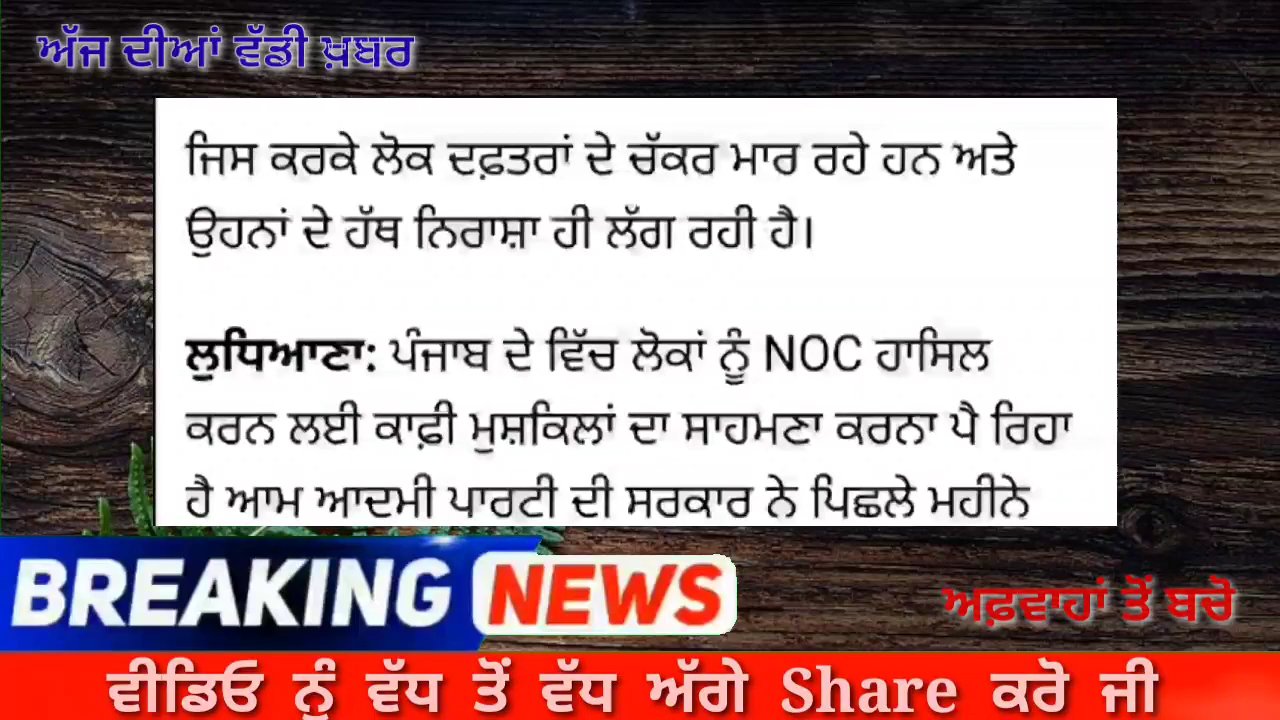 ਅੱਜ ਦੀਆਂ ਵੱਡੀ ਖ਼ਬਰ
ਜਿਸ ਕਰਕੇ ਲੋਕ ਦਫ਼ਤਰਾਂ ਦੇ ਚੱਕਰ ਮਾਰ ਰਹੇ ਹਨ ਅਤੇ
ਉਹਨਾਂ ਦੇ ਹੱਥ ਨਿਰਾਸ਼ਾ ਹੀ ਲੱਗ ਰਹੀ ਹੈ।
ਲੁਧਿਆਣਾ: ਪੰਜਾਬ ਦੇ ਵਿੱਚ ਲੋਕਾਂ ਨੂੰ NOC ਹਾਸਿਲ
ਕਰਨ ਲਈ ਕਾਫ਼ੀ ਮੁਸ਼ਕਿਲਾਂ ਦਾ ਸਾਹਮਣਾ ਕਰਨਾ ਪੈ ਰਿਹਾ
ਹੈ ਆਮ ਆਦਮੀ ਪਾਰਟੀ ਦੀ ਸਰਕਾਰ ਨੇ ਪਿਛਲੇ ਮਹੀਨੇ
BREAKING NEWS
ਅਫ਼ਵਾਹਾਂ ਤੋਂ ਬਚੋ
ਵੀਡਿਓ ਨੂੰ ਵੱਧ ਤੋਂ ਵੱਧ ਅੱਗੇ Share ਕਰੋ ਜੀ